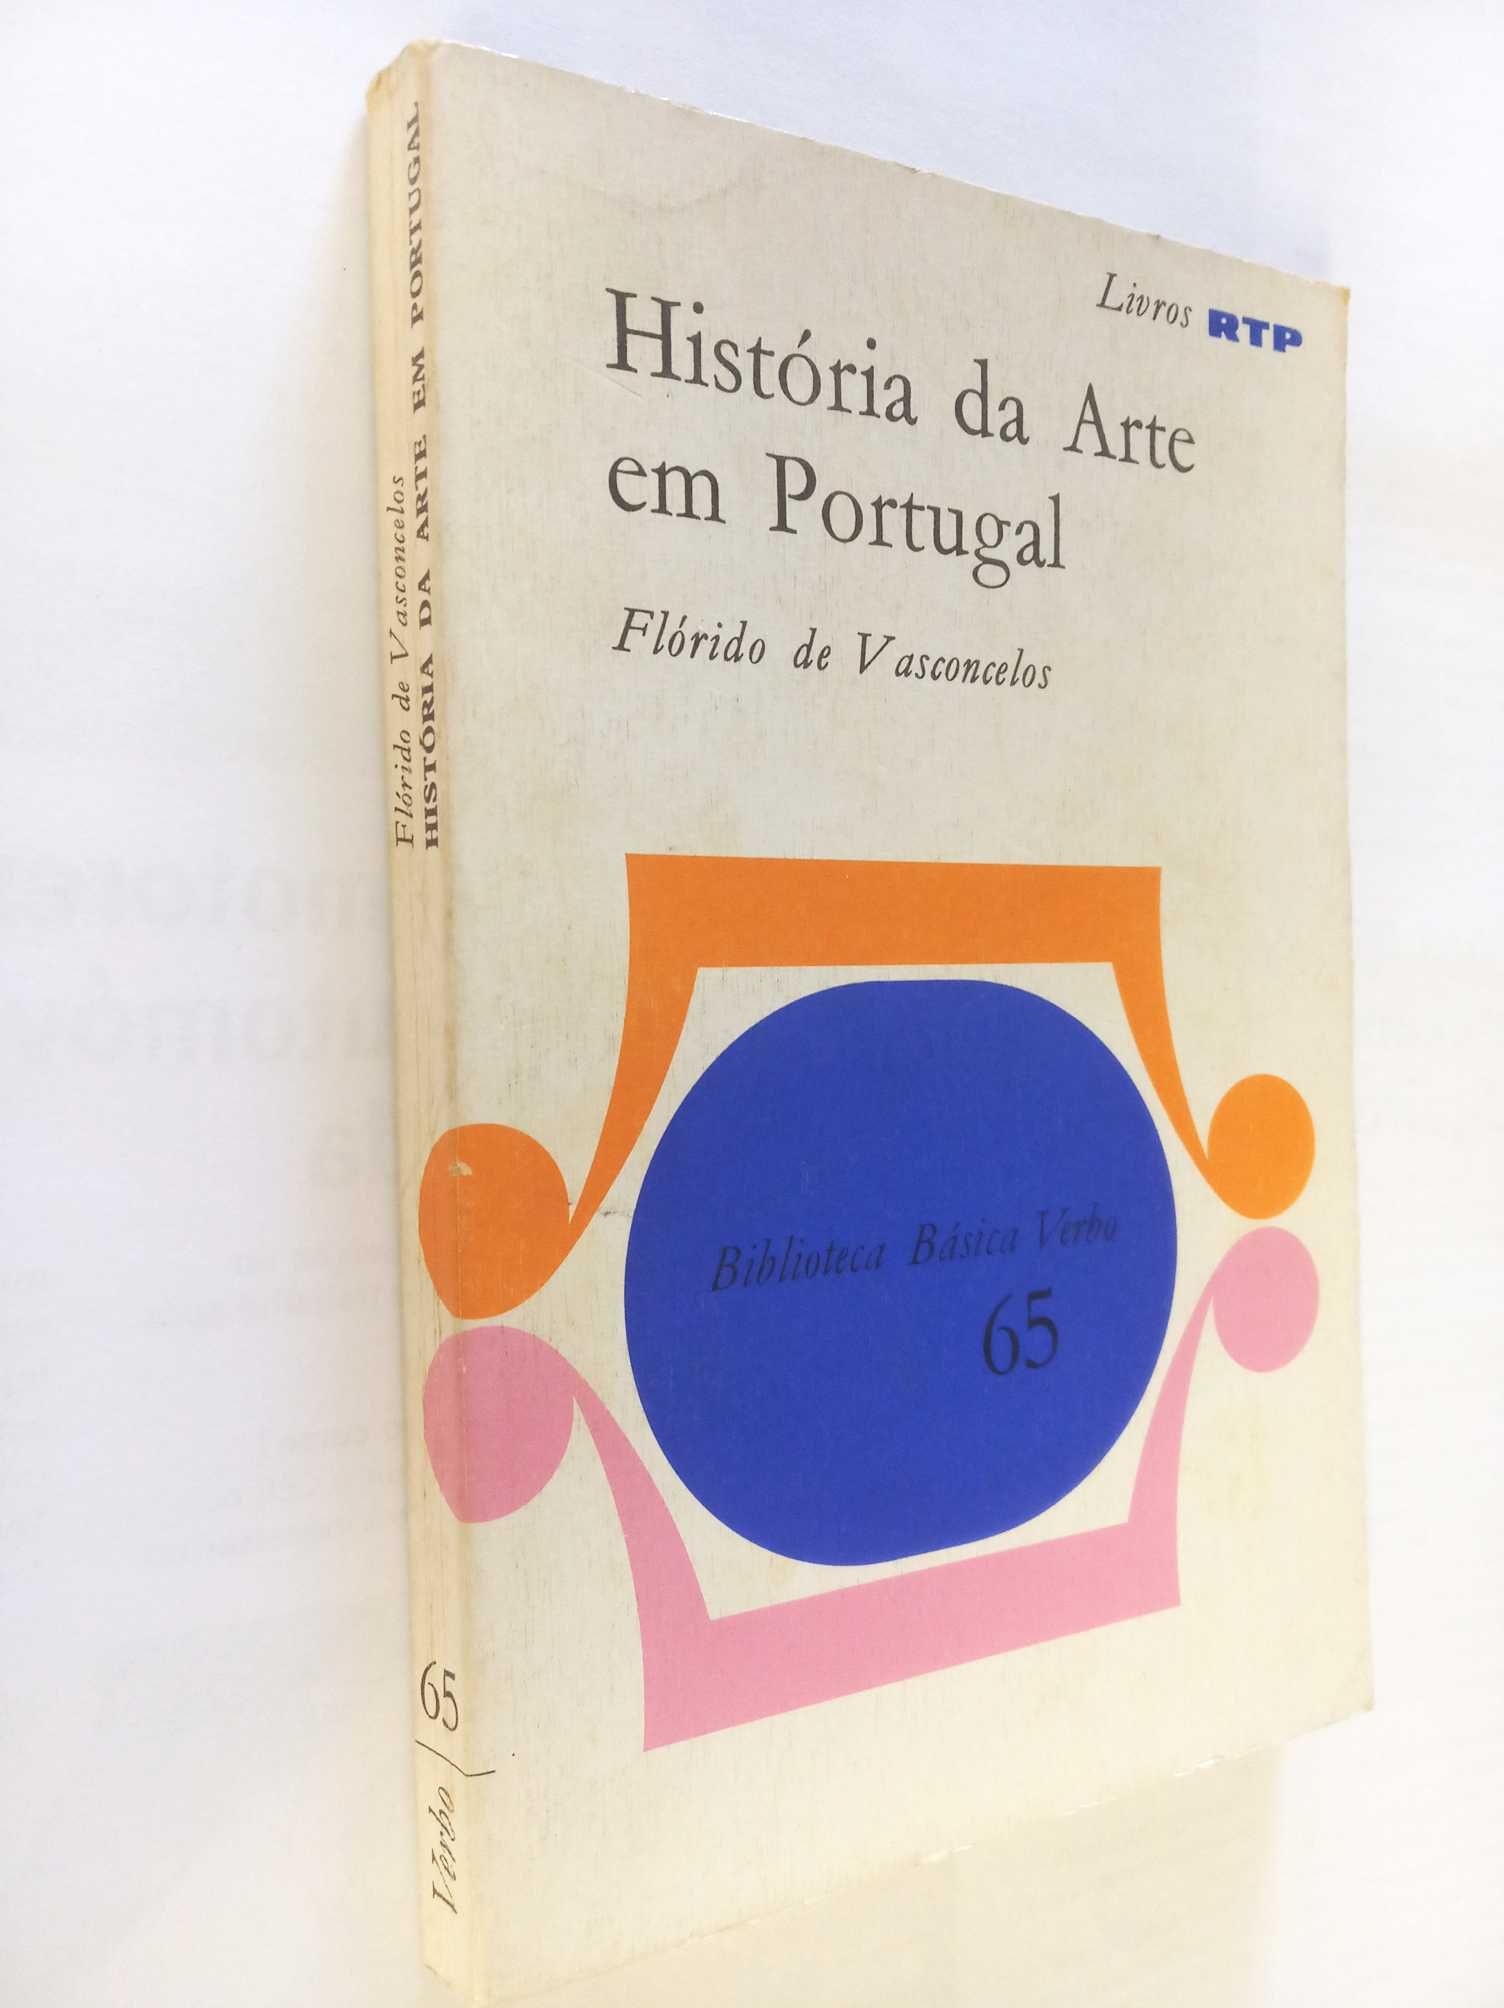 Livros RTP
História da Arte
em Portugal
Flórido de Vasconcelos
Biblioteca Básica Verbo
65
Flórido de Vasconcelos
HISTÓRIA DA ARTE EM PORTUGAL
65
Verbo